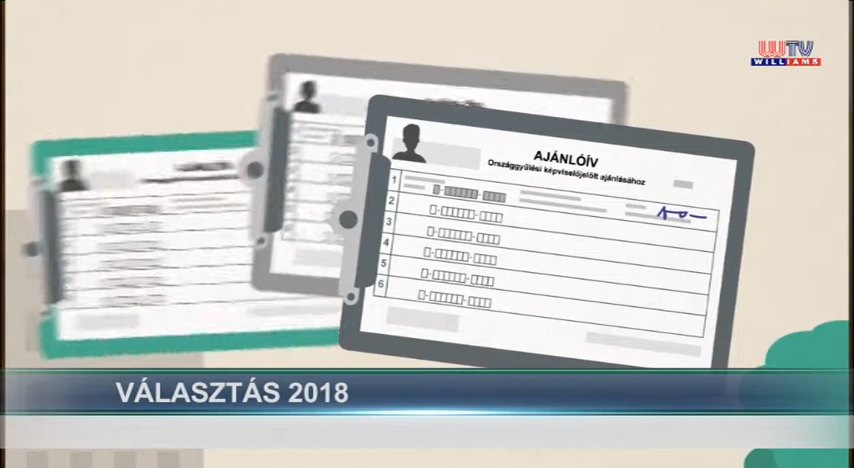 WTV
WILLIAMS
AJÁNLÓÍV
Országgyűlési képviselőjelölt ajánlásához
1
2
3
4
5
6
VÁLASZTÁS 2018